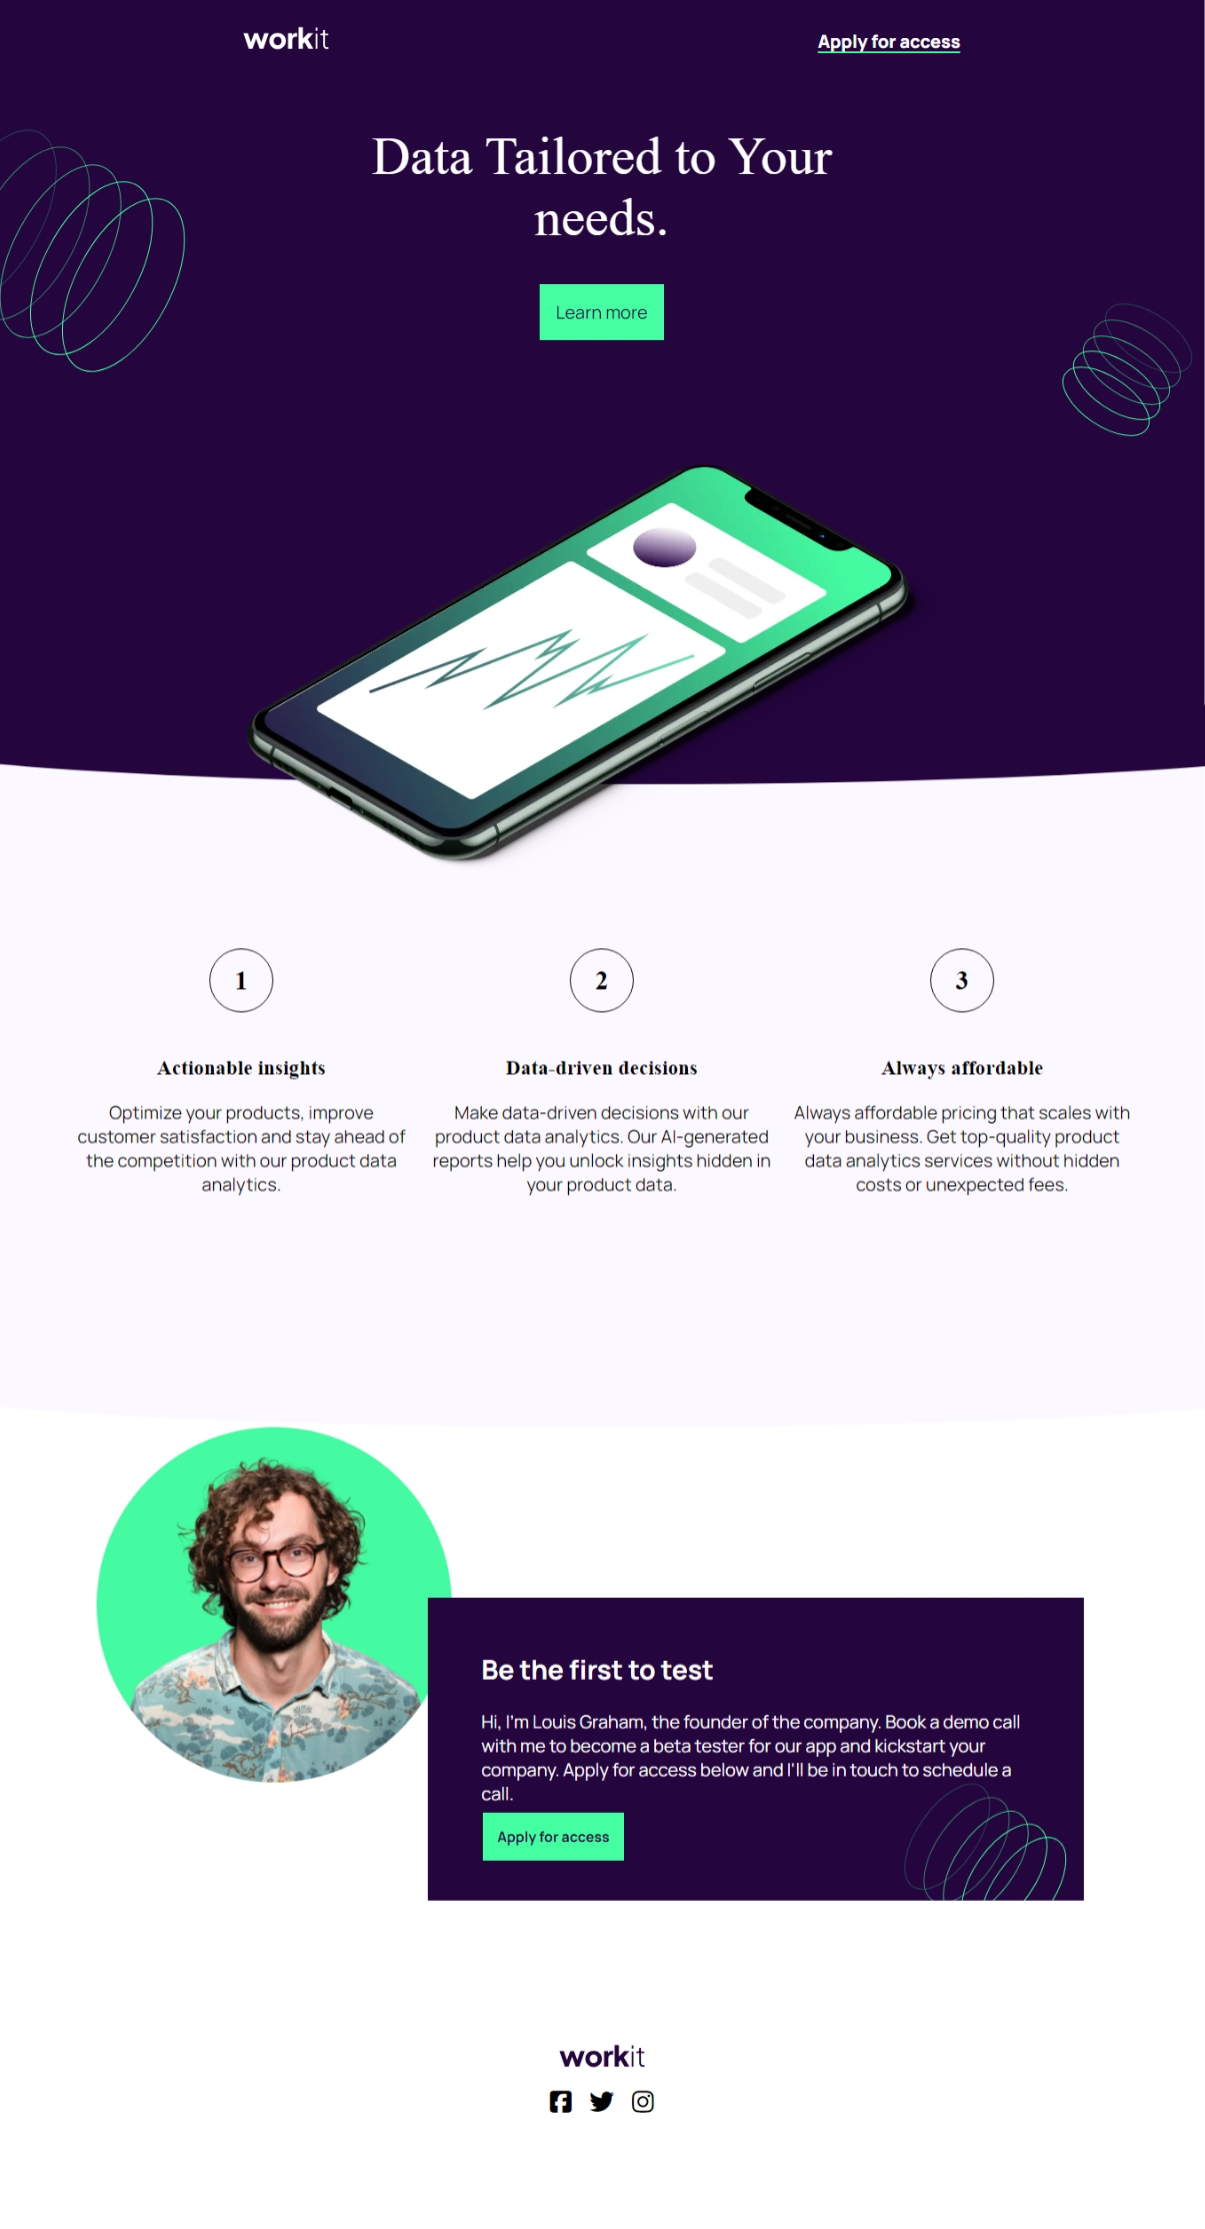 workit
Apply for access
Data Tailored to Your
needs.
Learn more
1
2
3
Actionable insights
Optimize your products, improve
customer satisfaction and stay ahead of
the competition with our product data
analytics.
Data-driven decisions
Make data-driven decisions with our
product data analytics. Our AI-generated
reports help you unlock insights hidden in
your product data.
Always affordable
Always affordable pricing that scales with
your business. Get top-quality product
data analytics services without hidden
costs or unexpected fees.
Be the first to test
Hi, I'm Louis Graham, the founder of the company. Book a demo call
with me to become a beta tester for our app and kickstart your
company. Apply for access below and I'll be in touch to schedule a
call.
Apply for access
workit